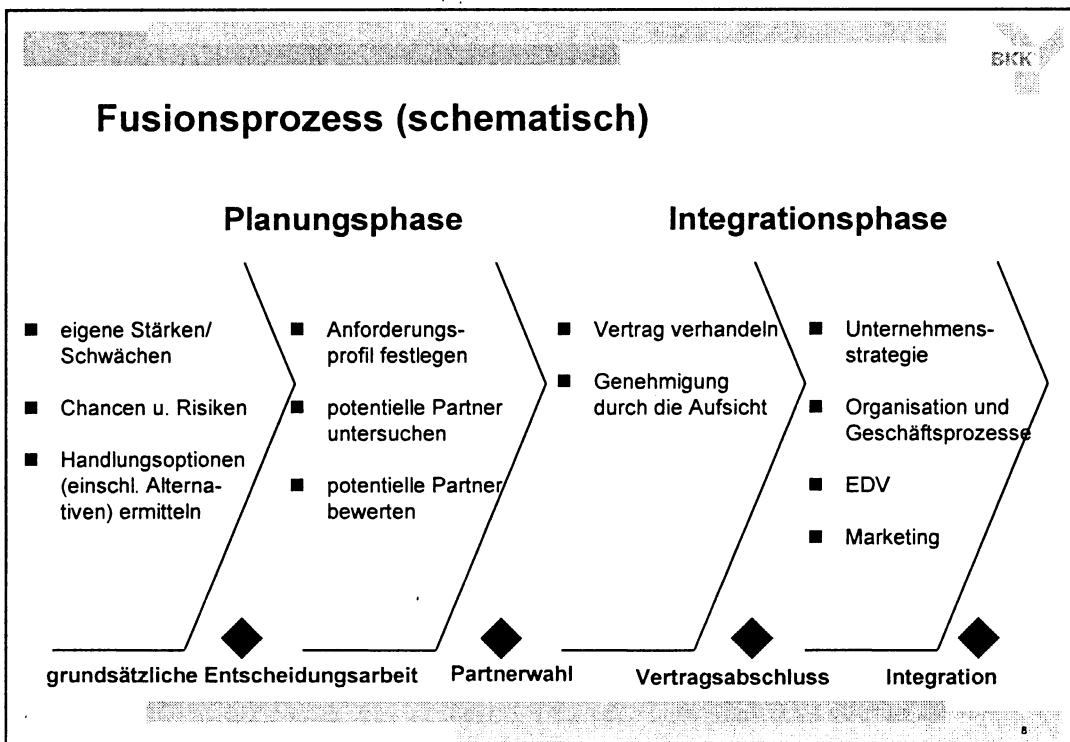 BKK
Fusionsprozess (schematisch)
Planungsphase
Integrationsphase
eigene Stärken/
Schwächen
Chancen u. Risiken
Handlungsoptionen
(einschl. Alterna-
tiven) ermitteln
Anforderungs-
profil festlegen
potentielle Partner
untersuchen
potentielle Partner
bewerten
Vertrag verhandeln
Genehmigung
durch die Aufsicht
Unternehmens-
strategie
Organisation und
Geschäftsprozesse
EDV
Marketing
grundsätzliche Entscheidungsarbeit
Partnerwahl
Vertragsabschluss
Integration
8